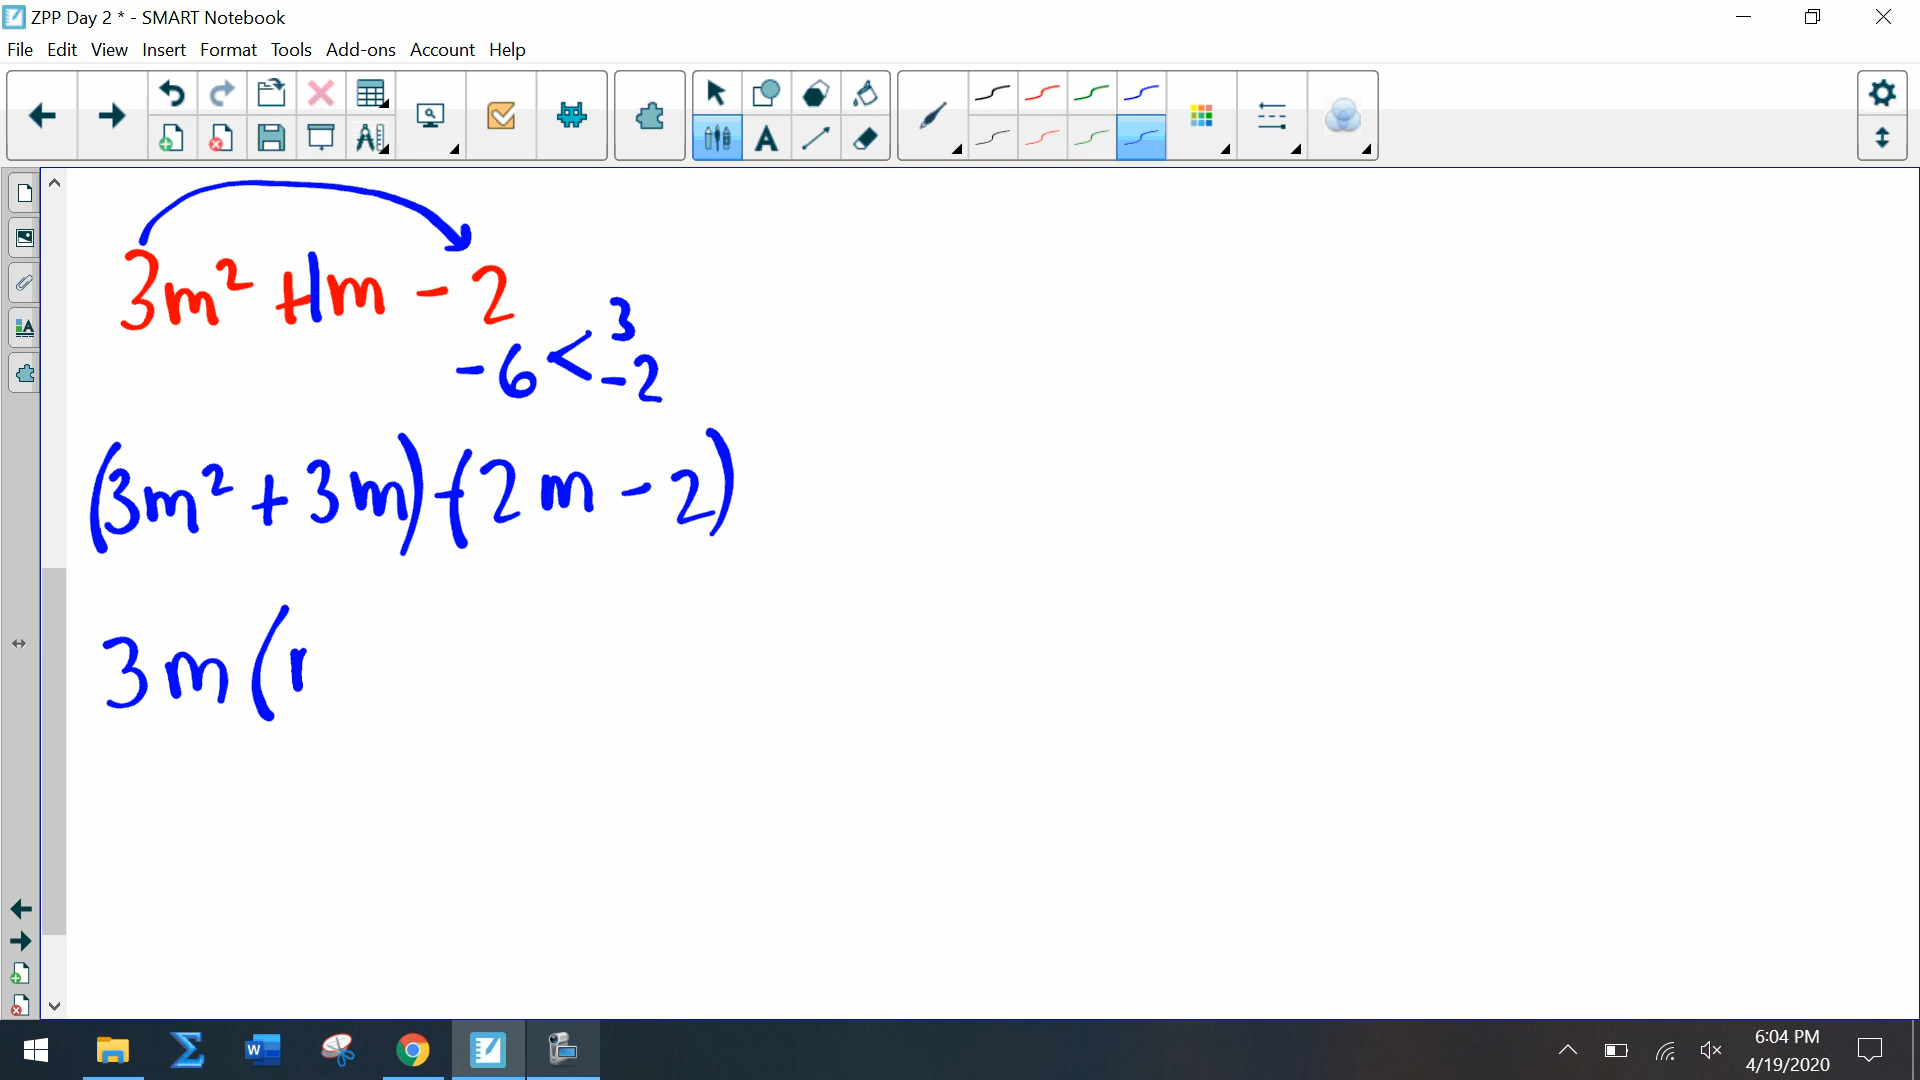 ZPP Day 2 * - SMART Notebook
File Edit View Insert Format Tools Add-ons Account Help
3m² +1m - 2
-6 < 3
-2
(3m² + 3m)-(2m - 2)
3m(
6:04 PM
4/19/2020